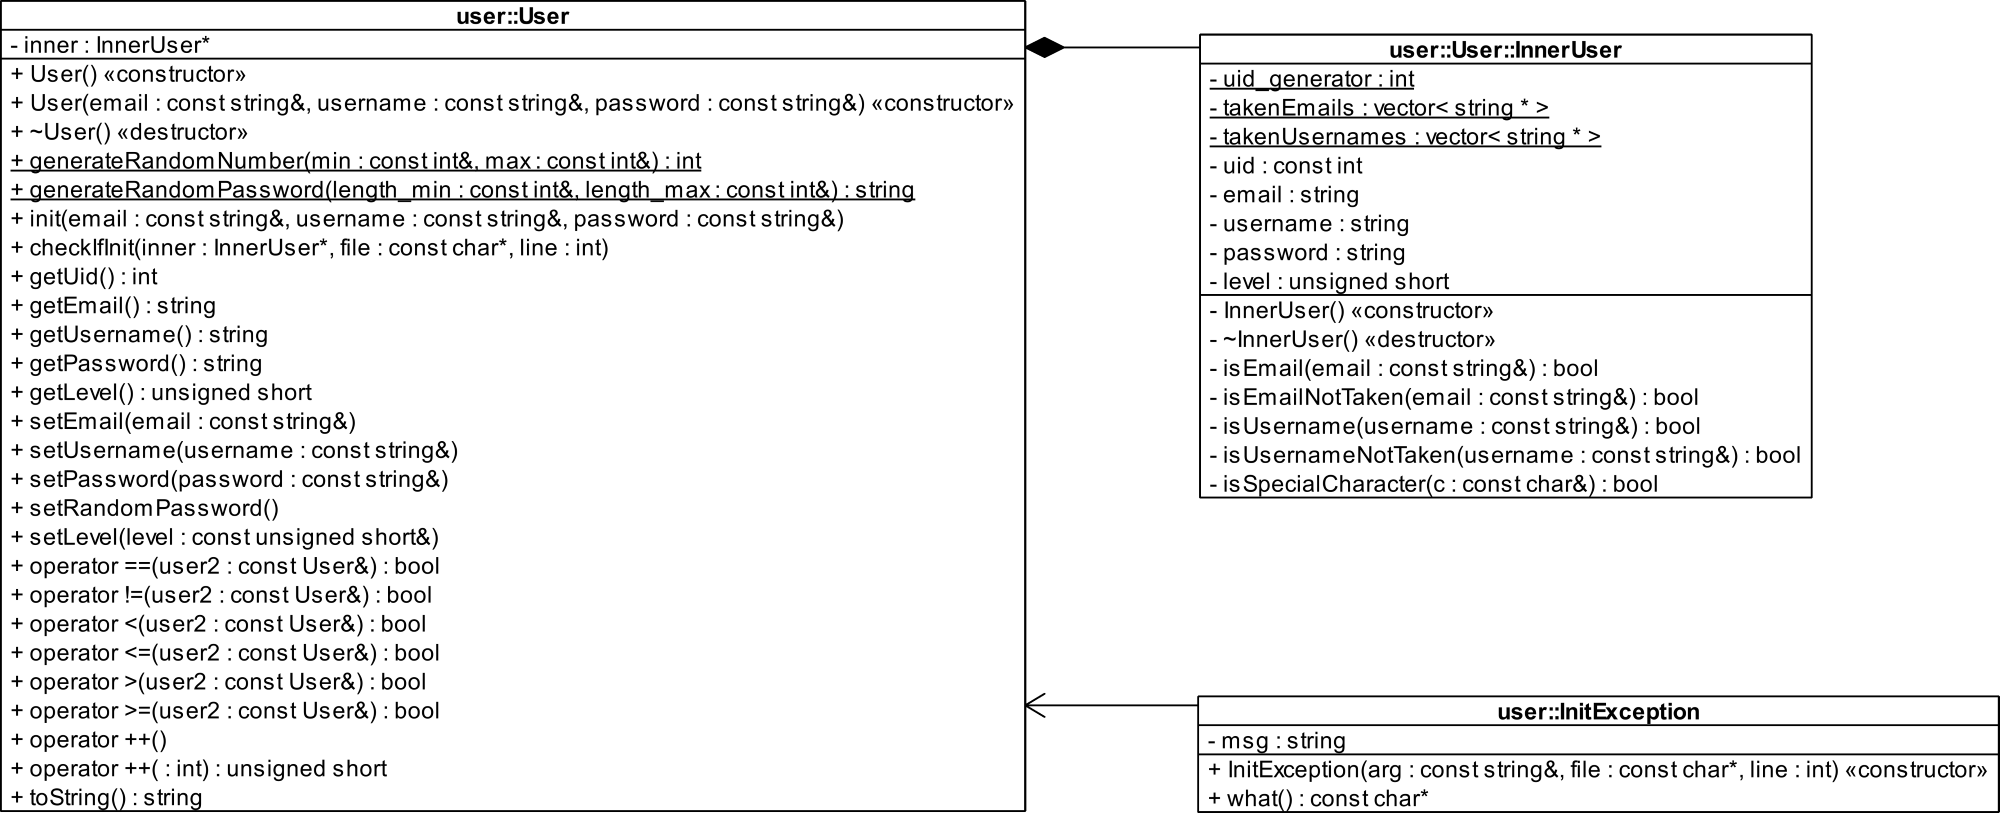 user::User
- inner : InnerUser*
+ User() «constructor»
+ User(email : const string&, username : const string&, password : const string&) «constructor»
+ ~User() «destructor»
+ generateRandomNumber(min : const int&, max : const int&) : int
+ generateRandomPassword(length_min : const int&, length_max : const int&) : string
+ init(email : const string&, username : const string&, password : const string&)
+ checkIfInit(inner : InnerUser*, file : const char*, line : int)
+ getUid() : int
+ getEmail() : string
+ getUsername() : string
+ getPassword() : string
+ getLevel() : unsigned short
+ setEmail(email : const string&)
+ setUsername(username : const string&)
+ setPassword(password : const string&)
+ setRandomPassword()
+ setLevel(level : const unsigned short&)
+ operator ==(user2 : const User&) : bool
+ operator !=(user2 : const User&) : bool
+ operator <(user2 : const User&) : bool
+ operator <=(user2 : const User&) : bool
+ operator >(user2 : const User&) : bool
+ operator >=(user2 : const User&) : bool
+ operator ++()
+ operator ++( : int) : unsigned short
+ toString() : string
user::User::InnerUser
- uid_generator : int
- takenEmails : vector< string * >
- takenUsernames : vector< string * >
- uid : const int
- email : string
- username : string
- password : string
- level : unsigned short
- InnerUser() «constructor»
- ~InnerUser() «destructor»
- isEmail(email : const string&) : bool
- isEmailNotTaken(email : const string&) : bool
- isUsername(username : const string&) : bool
- isUsernameNotTaken(username : const string&) : bool
- isSpecialCharacter(c : const char&) : bool
user::InitException
- msg : string
+ InitException(arg : const string&, file : const char*, line : int) «constructor»
+ what() : const char*